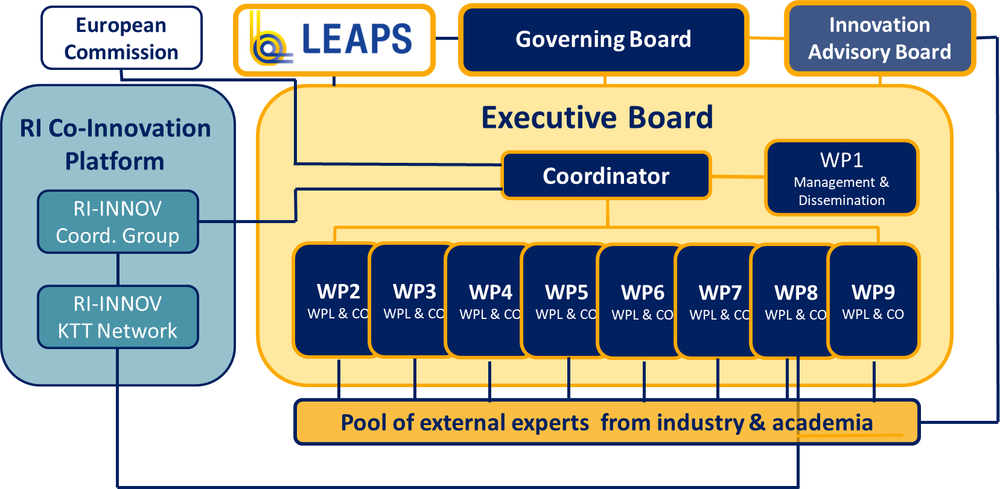 European
Commission
LEAPS
Governing Board
Innovation
Advisory Board
RI Co-Innovation
Platform
RI-INNOV
Coord. Group
RI-INNOV
KTT Network
Executive Board
Coordinator
WP1
Management &
Dissemination
WP2
WPL & CO
WP3
WPL & CO
WP4
WPL & CO
WP5
WPL & CO
WP6
WPL & CO
WP7
WPL & CO
WP8
WPL & CO
WP9
WPL & CO
Pool of external experts  from industry & academia